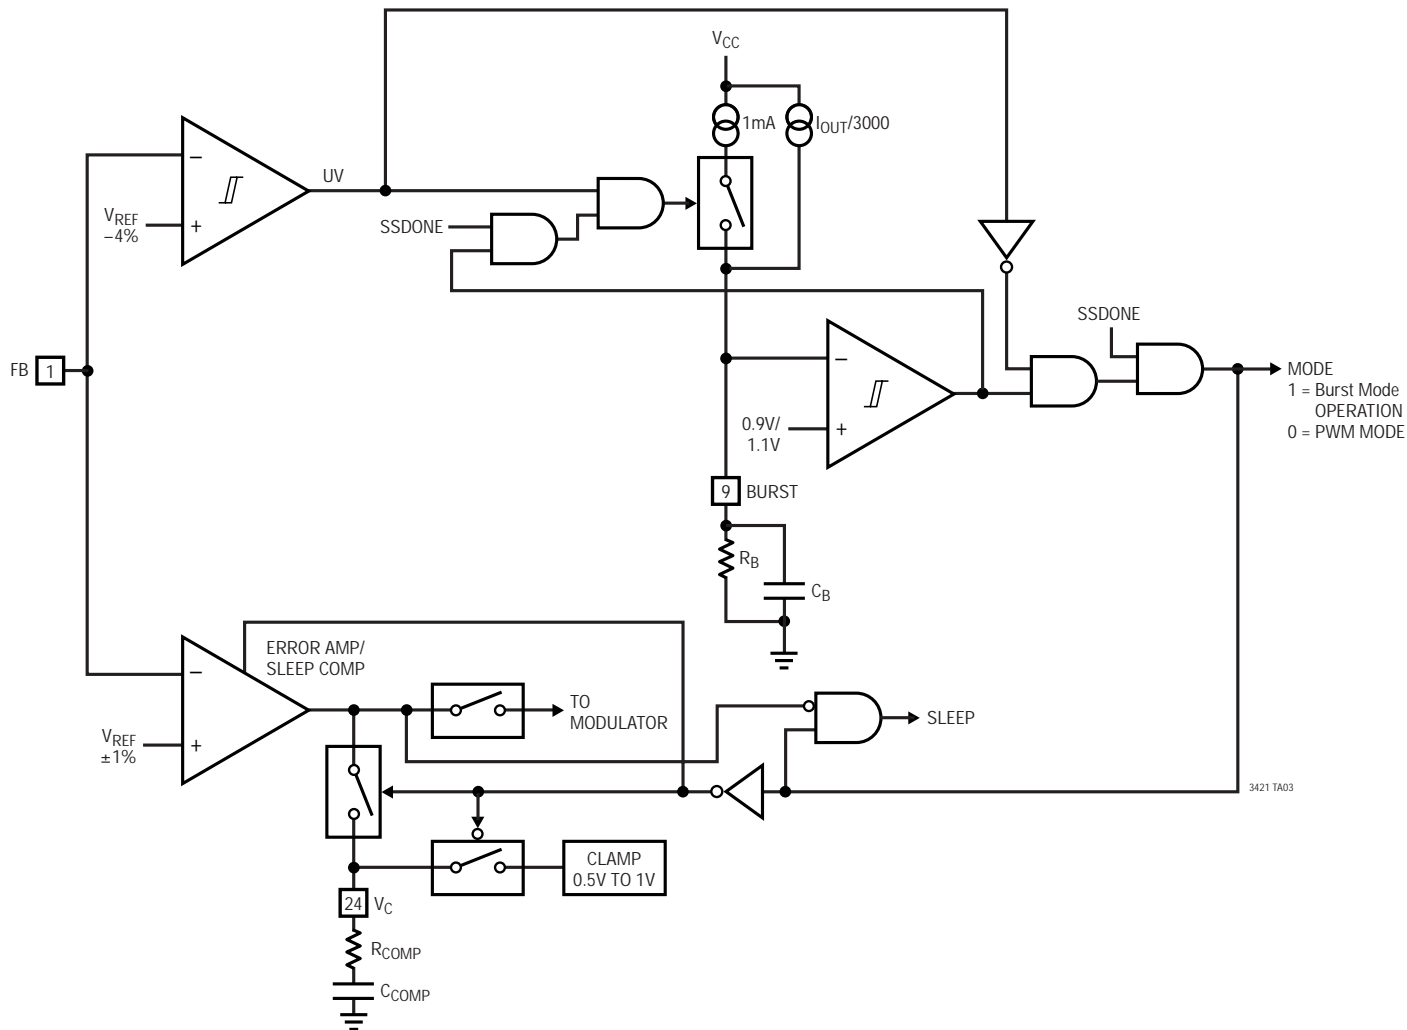 VCC
1mA
IOUT/3000
−
UV
VREF
−4%
+
SSDONE
SSDONE
FB
1
−
0.9V/
1.1V
+
MODE
1 = Burst Mode
OPERATION
0 = PWM MODE
9
BURST
RB
CB
ERROR AMP/
SLEEP COMP
−
TO
MODULATOR
SLEEP
VREF
±1%
+
3421 TA03
CLAMP
0.5V TO 1V
24
VC
RCOMP
CCOMP